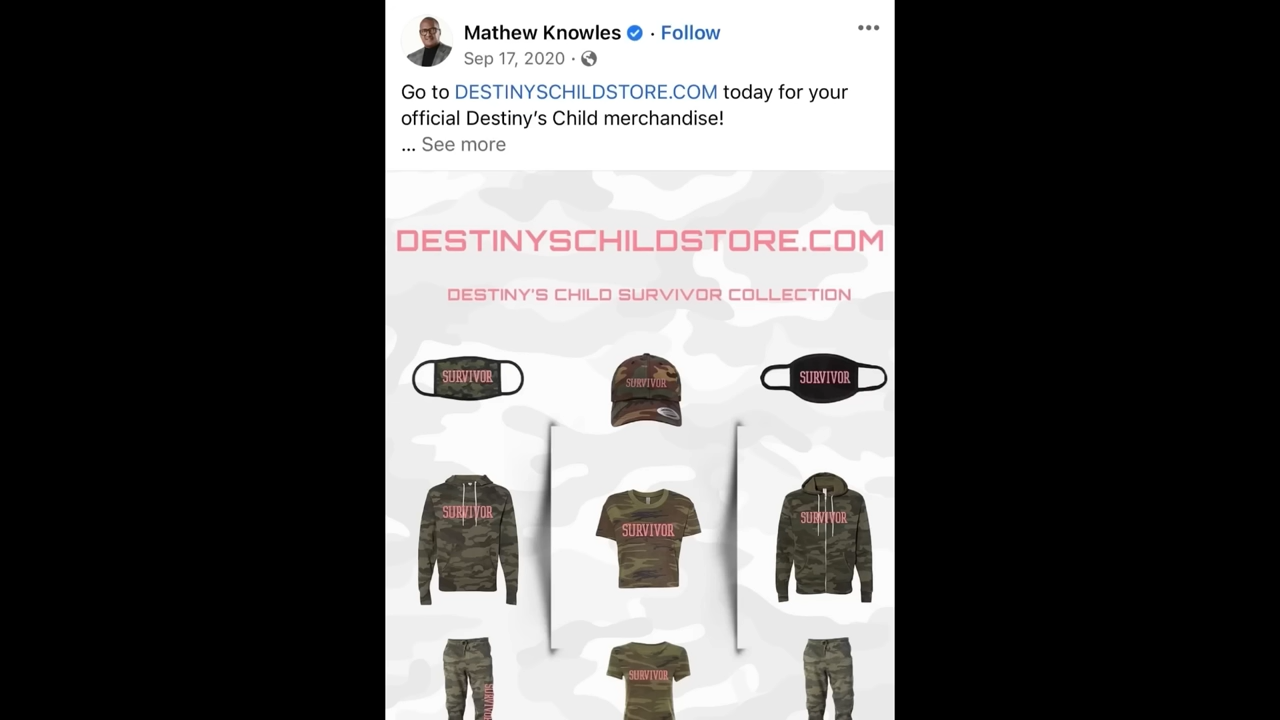 Mathew Knowles · Follow
Sep 17, 2020 ·
Go to DESTINYSCHILDSTORE.COM today for your
official Destiny’s Child merchandise!
... See more
DESTINYSCHILDSTORE.COM
DESTINY'S CHILD SURVIVOR COLLECTION
SURVIVOR
SURVIVOR
SURVIVOR
SURVIVOR
SURVIVOR
SURVIVOR
SURVIVOR
SURVIVOR